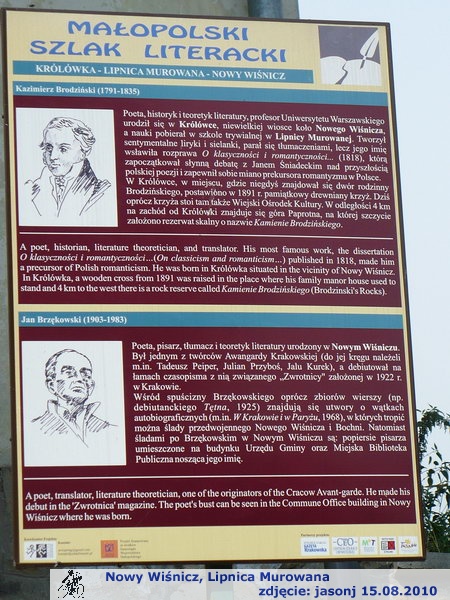 MAŁOPOLSKI
SZLAK LITERACKI
KRÓLÓWKA - LIPNICA MUROWANA - NOWY WIŚNICZ
Kazimierz Brodziński (1791-1835)
Poeta, historyk i teoretyk literatury, profesor Uniwersytetu Warszawskiego
urodził się w Królówce, niewielkiej wiosce koło Nowego Wiśnicza,
a nauki pobierał w szkole trywialnej w Lipnicy Murowanej. Tworzył
sentymentalne liryki i sielanki, parał się tłumaczeniami, lecz jego imię
wsławiła rozprawa O klasyczności i romantyczności... (1818), którą
zapoczątkował słynną debatę z Janem Śniadeckim nad przyszłością
polskiej poezji i zapewnił sobie miano prekursora romantyzmu w Polsce.
W Królówce, w miejscu, gdzie niegdyś znajdował się dwór rodzinny
Brodzińskiego, postawiono w 1891 r. pamiątkowy drewniany krzyż. Dziś
oprócz krzyża stoi tam także Wiejski Ośrodek Kultury. W odległości 4 km
na zachód od Królówki znajduje się góra Paprotna, na której szczycie
założono rezerwat skalny o nazwie Kamienie Brodzińskiego.
A poet, historian, literature theoretician, and translator. His most famous work, the dissertation
O klasyczności i romantyczności...(On classicism and romanticism...) published in 1818, made him
a precursor of Polish romanticism. He was born in Królówka situated in the vicinity of Nowy Wiśnicz.
In Królówka, a wooden cross from 1891 was raised in the place where his family manor house used to
stand and 4 km to the west there is a rock reserve called Kamienie Brodzińskiego (Brodzinski's Rocks).
Jan Brzękowski (1903-1983)
Poeta, pisarz, tłumacz i teoretyk literatury urodzony w Nowym Wiśniczu.
Był jednym z twórców Awangardy Krakowskiej (do jej kręgu należeli
m.in. Tadeusz Peiper, Julian Przyboś, Jalu Kurek), a debiutował na
łamach czasopisma z nią związanego „Zwrotnicy" założonej w 1922 r.
w Krakowie.
Wśród spuścizny Brzękowskiego oprócz zbiorów wierszy (np.
debiutanckiego Tętna, 1925) znajdują się utwory o wątkach
autobiograficznych (m.in. W Krakowie i w Paryżu, 1968), w których tropić
można ślady przedwojennego Nowego Wiśnicza i Bochni. Natomiast
śladami po Brzękowskim w Nowym Wiśniczu są: popiersie pisarza
umieszczone na budynku Urzędu Gminy oraz Miejska Biblioteka
Publiczna nosząca jego imię.
A poet, translator, literature theoretician, one of the originators of the Cracow Avant-garde. He made his
debut in the 'Zwrotnica' magazine. The poet's bust can be seen in the Commune Office building in Nowy
Wiśnicz where he was born.
GAZETA
Krakowska
CEO
Nowy Wiśnicz, Lipnica Murowana
zdjęcie: jasonj 15.08.2010